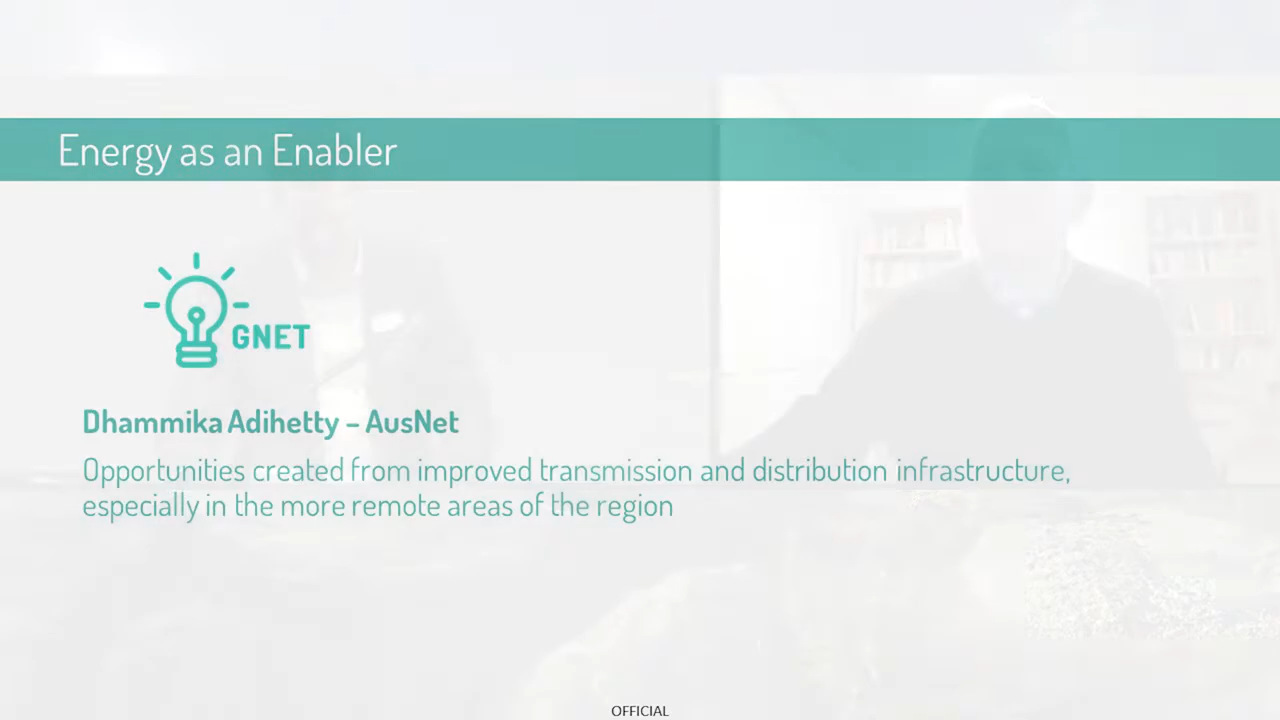 Energy as an Enabler
GNET
Dhammika Adihetty – AusNet
Opportunities created from improved transmission and distribution infrastructure,
especially in the more remote areas of the region
OFFICIAL